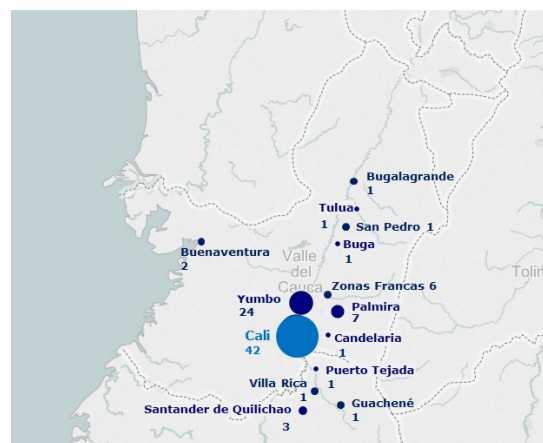 Bugalagrande
1
Tulua
1
San Pedro 1
Buga
1
Buenaventura
2
Valle
del
Cauca
Zonas Francas 6
Yumbo
24
Palmira
7
Tolin
Cali
42
Candelaria
1
Puerto Tejada
1
Villa Rica
1
Guachené
1
Santander de Quilichao
3